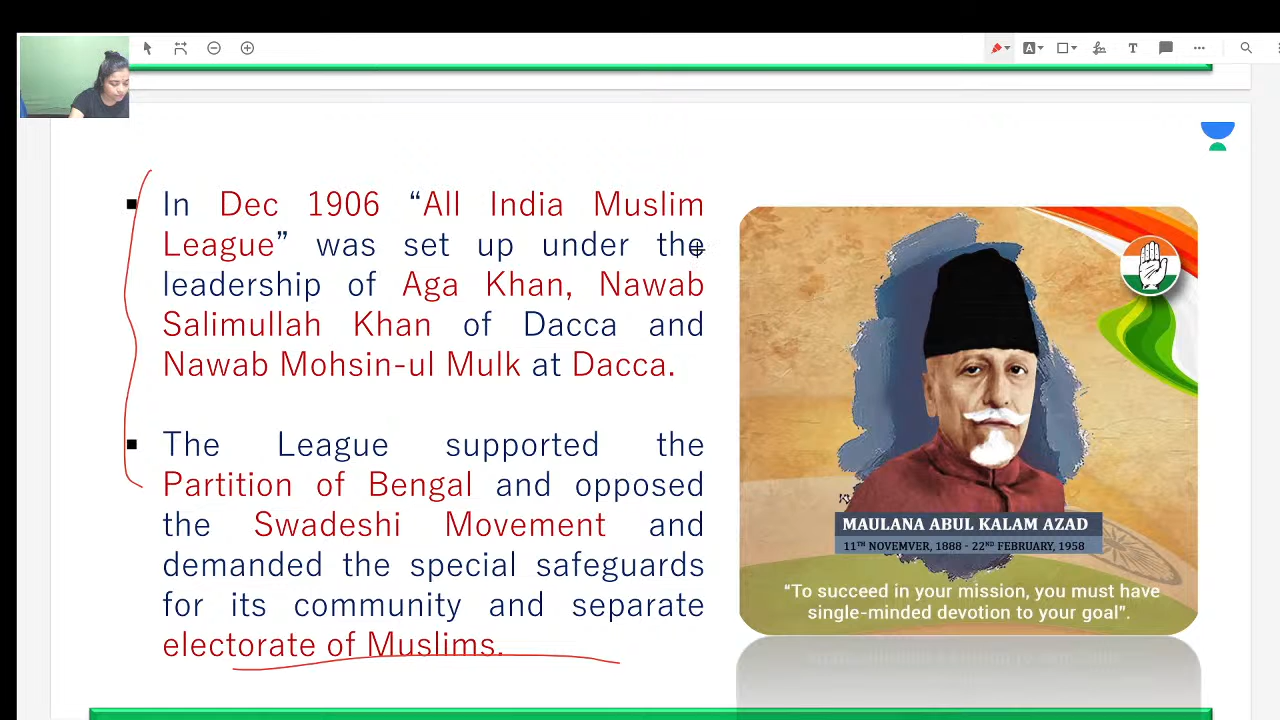 In Dec 1906 “All India Muslim
League” was set up under the
leadership of Aga Khan, Nawab
Salimullah Khan of Dacca and
Nawab Mohsin-ul Mulk at Dacca.
The League supported the
Partition of Bengal and opposed
the Swadeshi Movement and
demanded the special safeguards
for its community and separate
electorate of Muslims.
MAULANA ABUL KALAM AZAD
11TH NOVEMVER, 1888 - 22ND FEBRUARY, 1958
“To succeed in your mission, you must have
single-minded devotion to your goal”.